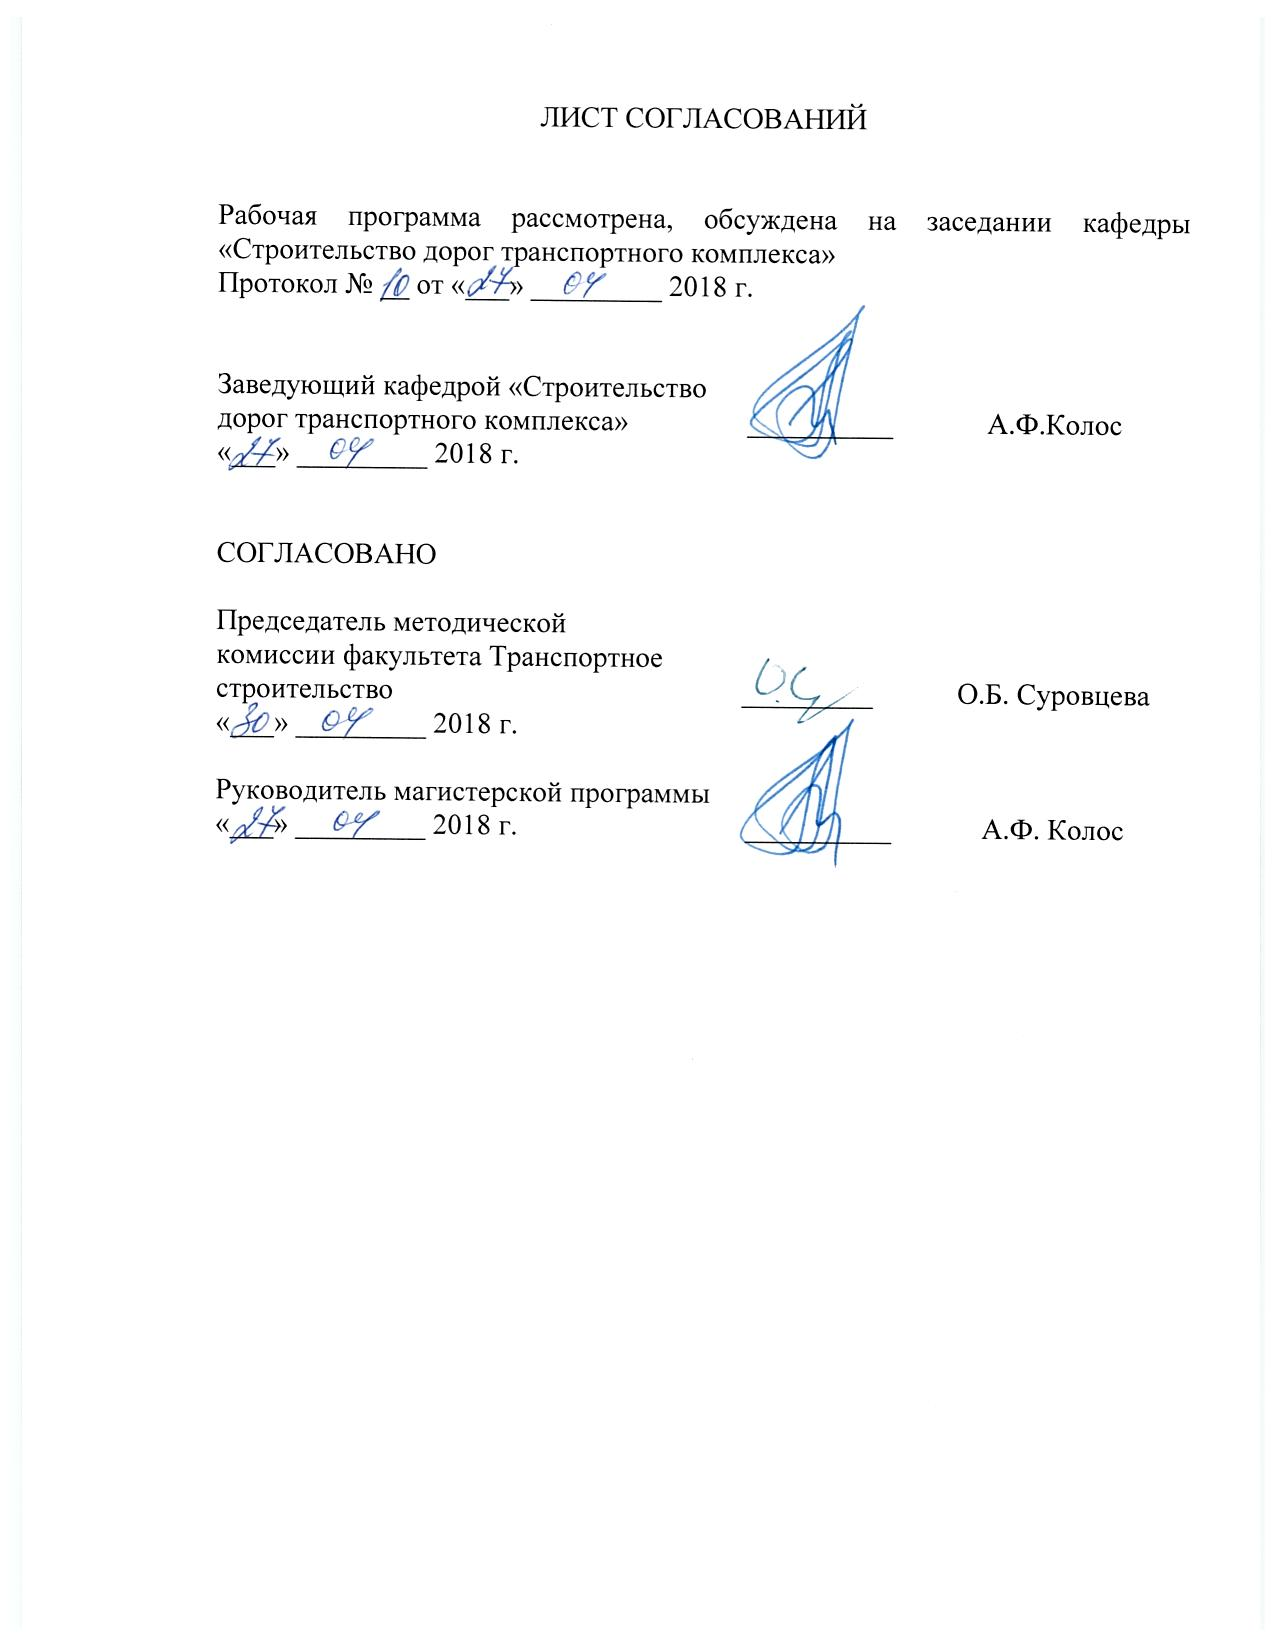 ЛИСТ СОГЛАСОВАНИЙ
Рабочая программа рассмотрена, обсуждена на заседании кафедры
«Строительство дорог транспортного комплекса»
Протокол № 10 от «27» 04 2018 г.
Заведующий кафедрой «Строительство
дорог транспортного комплекса» А.Ф.Колос
«27» 04 2018 г.
СОГЛАСОВАНО
Председатель методической
комиссии факультета Транспортное
строительство О.Б. Суровцева
«30» 04 2018 г.
Руководитель магистерской программы
«27» 04 2018 г. А.Ф. Колос